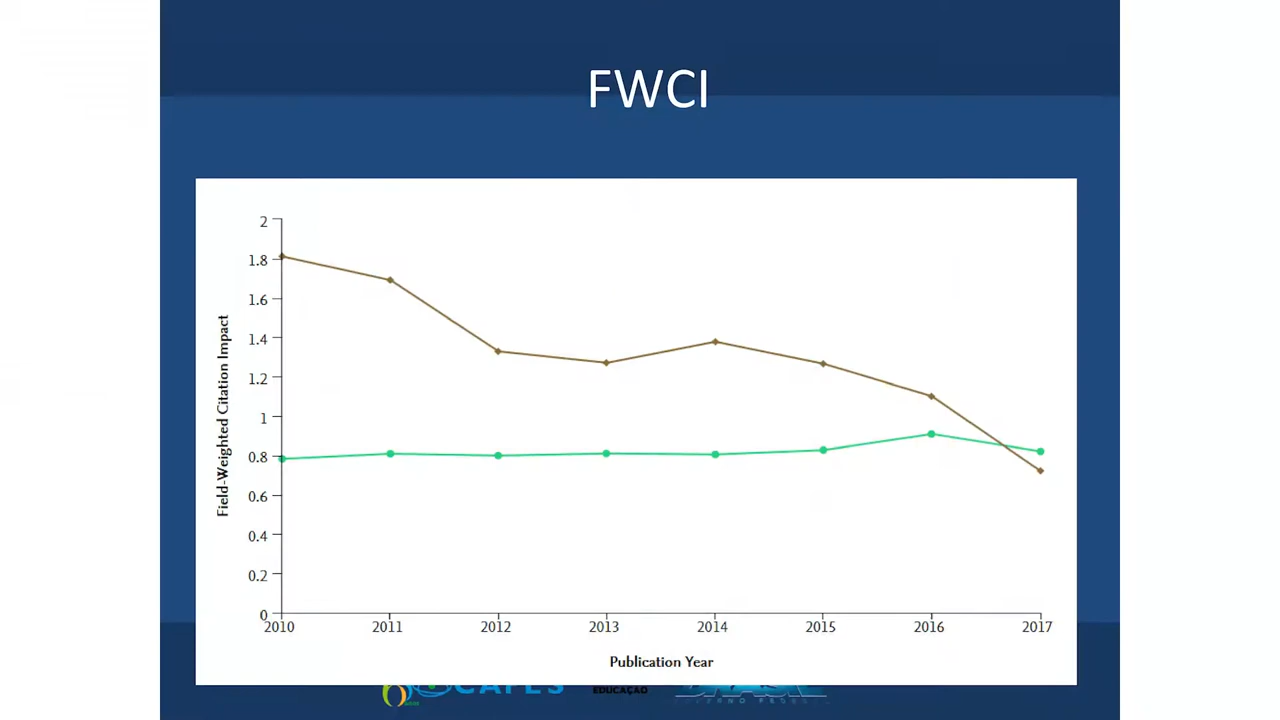 FWCI
2
1.8
1.6
1.4
1.2
1
0.8
0.6
0.4
0.2
0
Field-Weighted Citation Impact
2010 2011 2012 2013 2014 2015 2016 2017
Publication Year
CAPES
EDUCAÇÃO